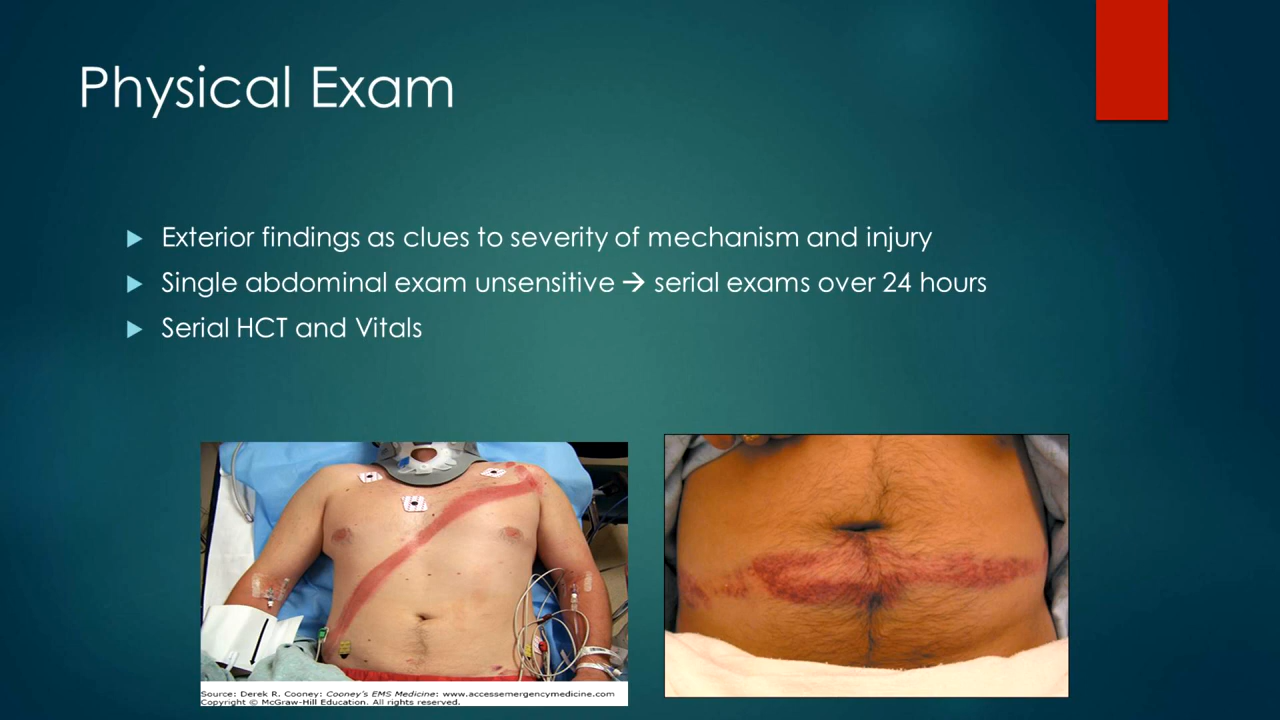 Physical Exam
Exterior findings as clues to severity of mechanism and injury
Single abdominal exam unsensitive → serial exams over 24 hours
Serial HCT and Vitals
Source: Derek R. Cooney: Cooney's EMS Medicine: www.accessemergencymedicine.com
Copyright © McGraw-Hill Education. All rights reserved.